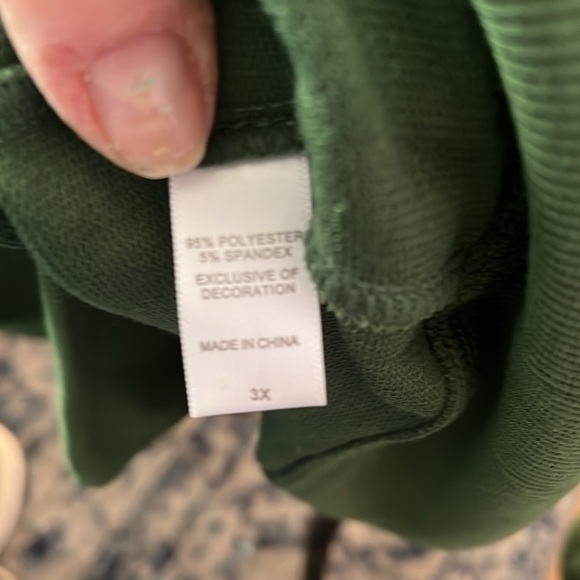 95% POLYESTER
5% SPANDEX
EXCLUSIVE OF
DECORATION
MADE IN CHINA
3X